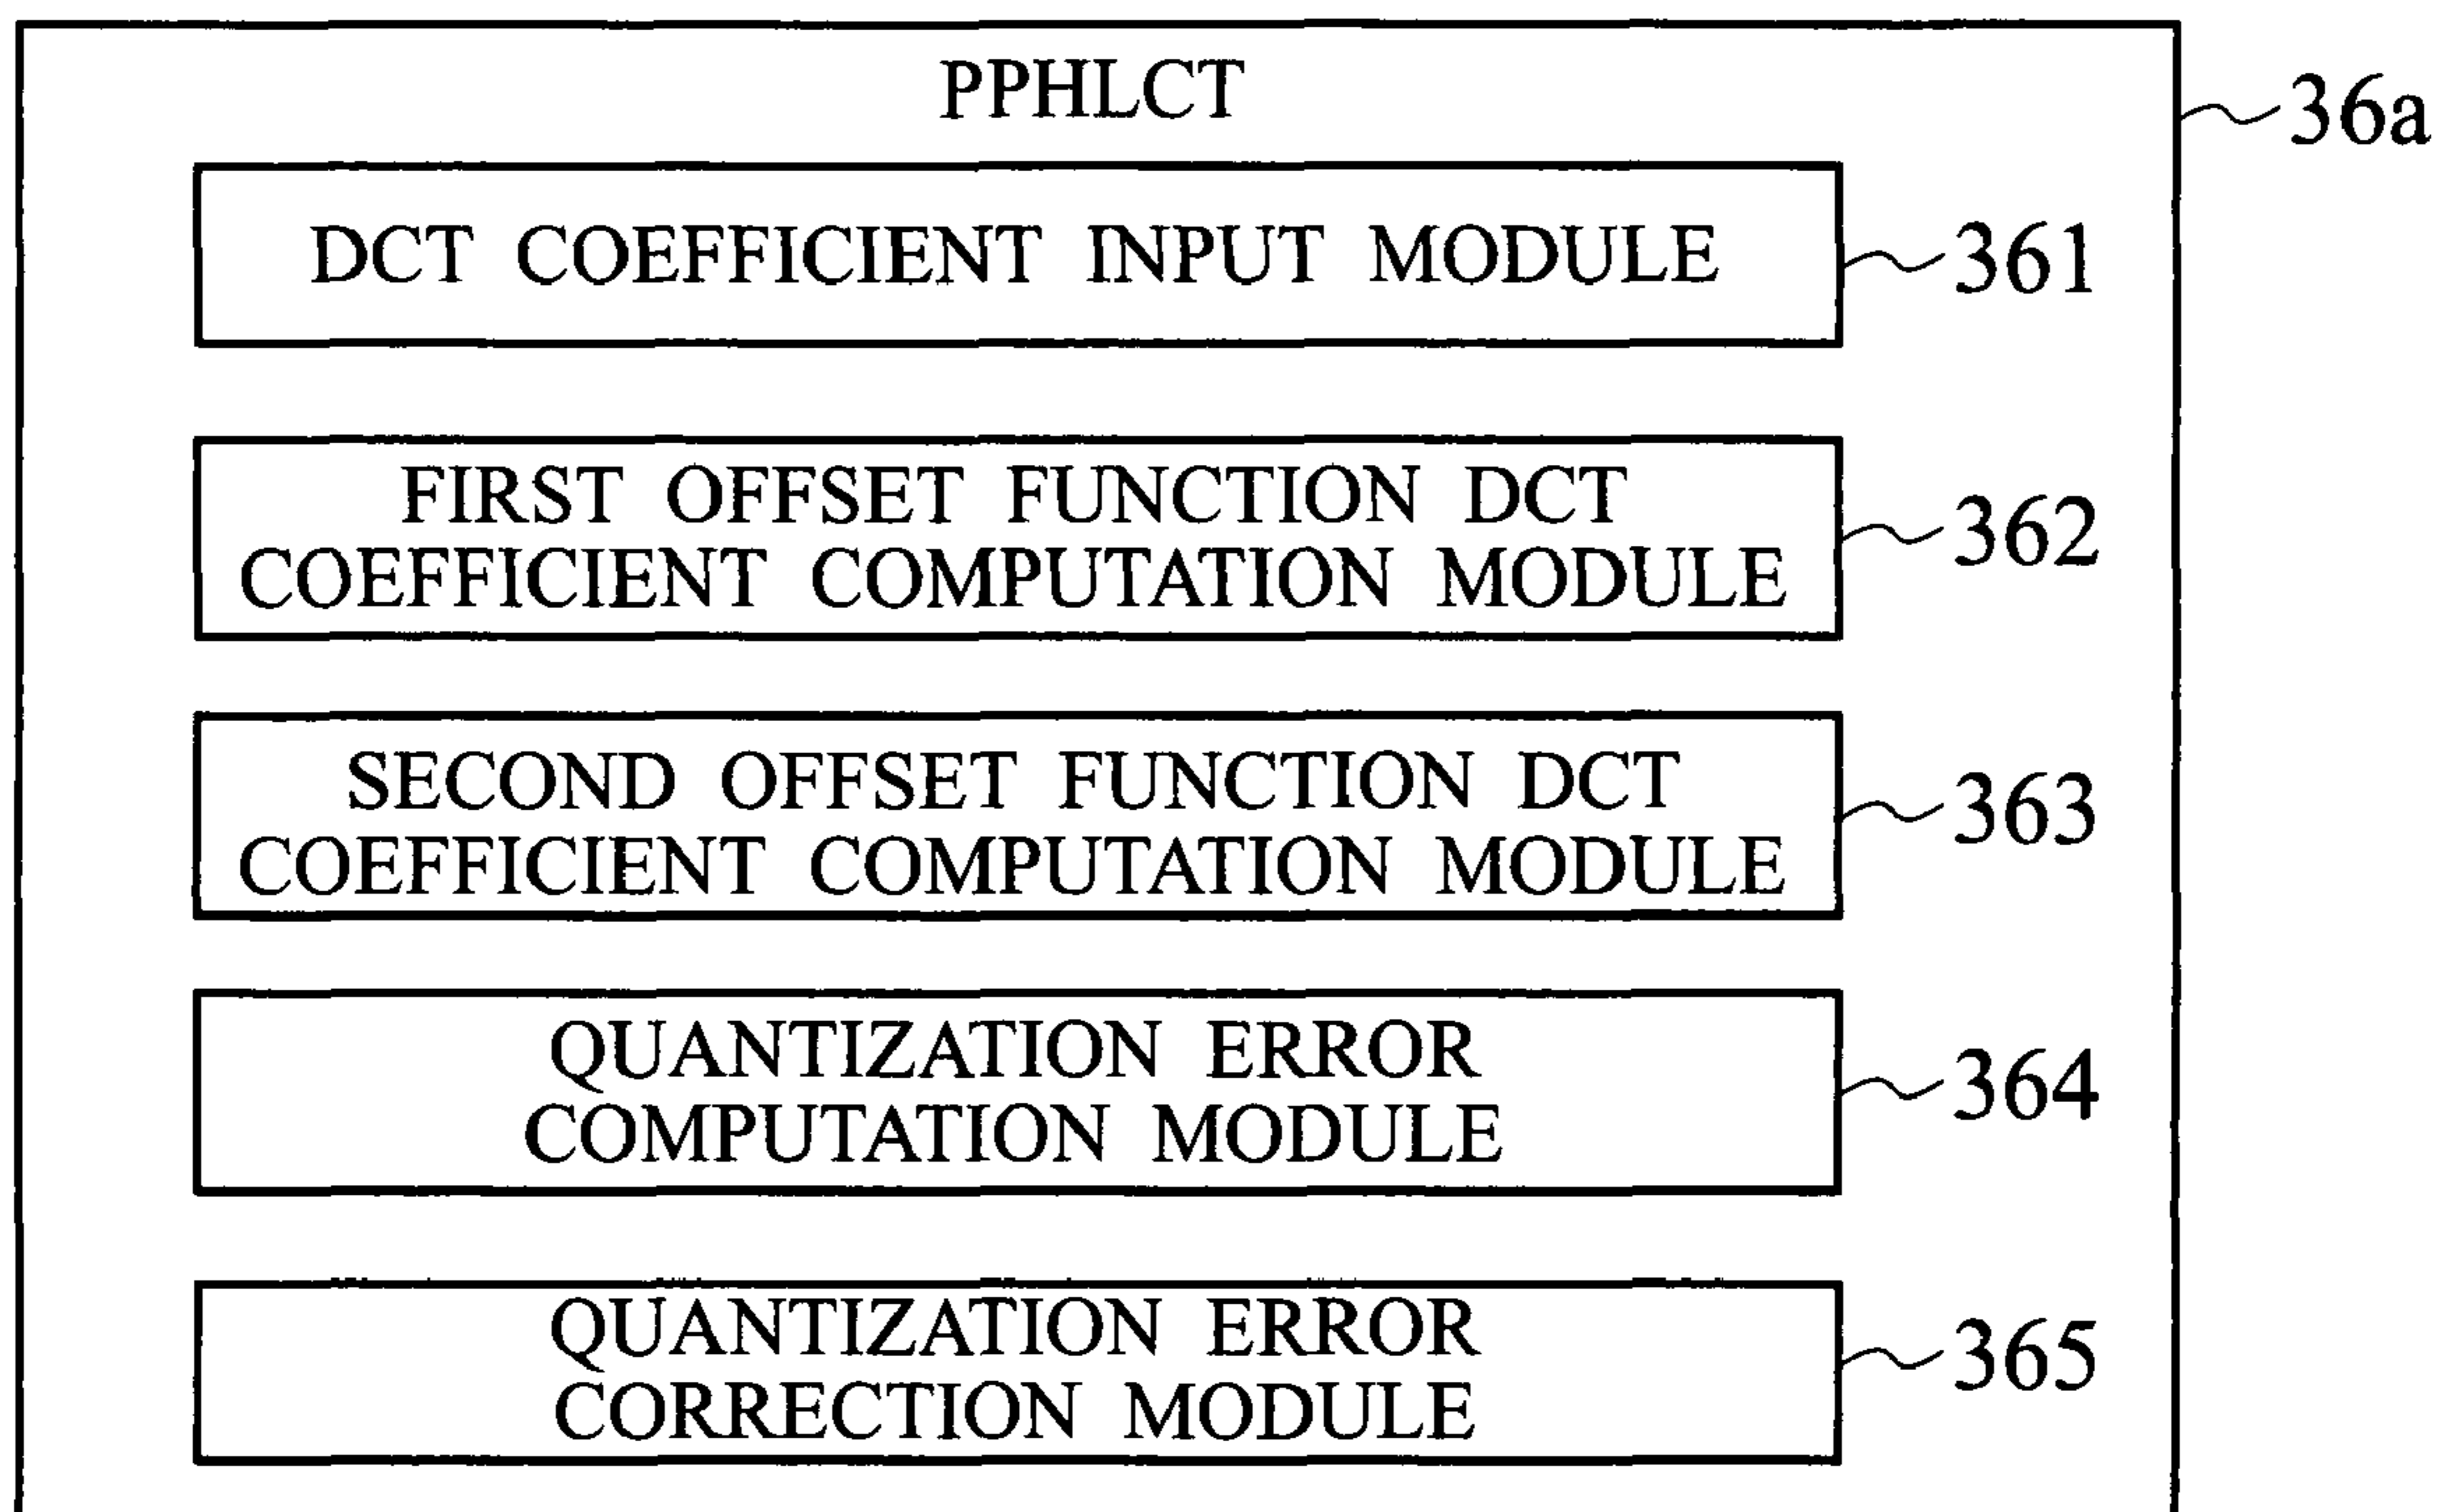 PPHLCT
36a
DCT COEFFICIENT INPUT MODULE
361
FIRST OFFSET FUNCTION DCT
COEFFICIENT COMPUTATION MODULE
362
SECOND OFFSET FUNCTION DCT
COEFFICIENT COMPUTATION MODULE
363
QUANTIZATION ERROR
COMPUTATION MODULE
364
QUANTIZATION ERROR
CORRECTION MODULE
365